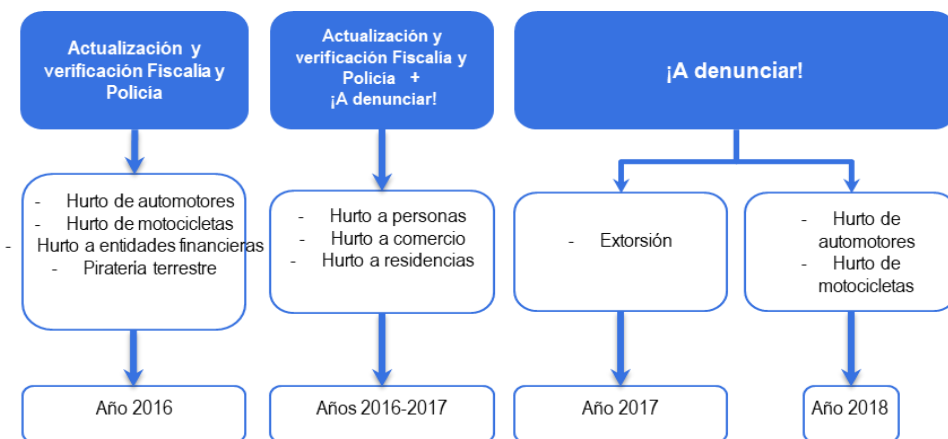 Actualización y
verificación Fiscalía y
Policía
- Hurto de automotores
- Hurto de motocicletas
- Hurto a entidades financieras
- Piratería terrestre
Año 2016
Actualización y
verificación Fiscalía y
Policía +
¡A denunciar!
- Hurto a personas
- Hurto a comercio
- Hurto a residencias
Años 2016-2017
¡A denunciar!
- Extorsión
Año 2017
- Hurto de
automotores
- Hurto de
motocicletas
Año 2018